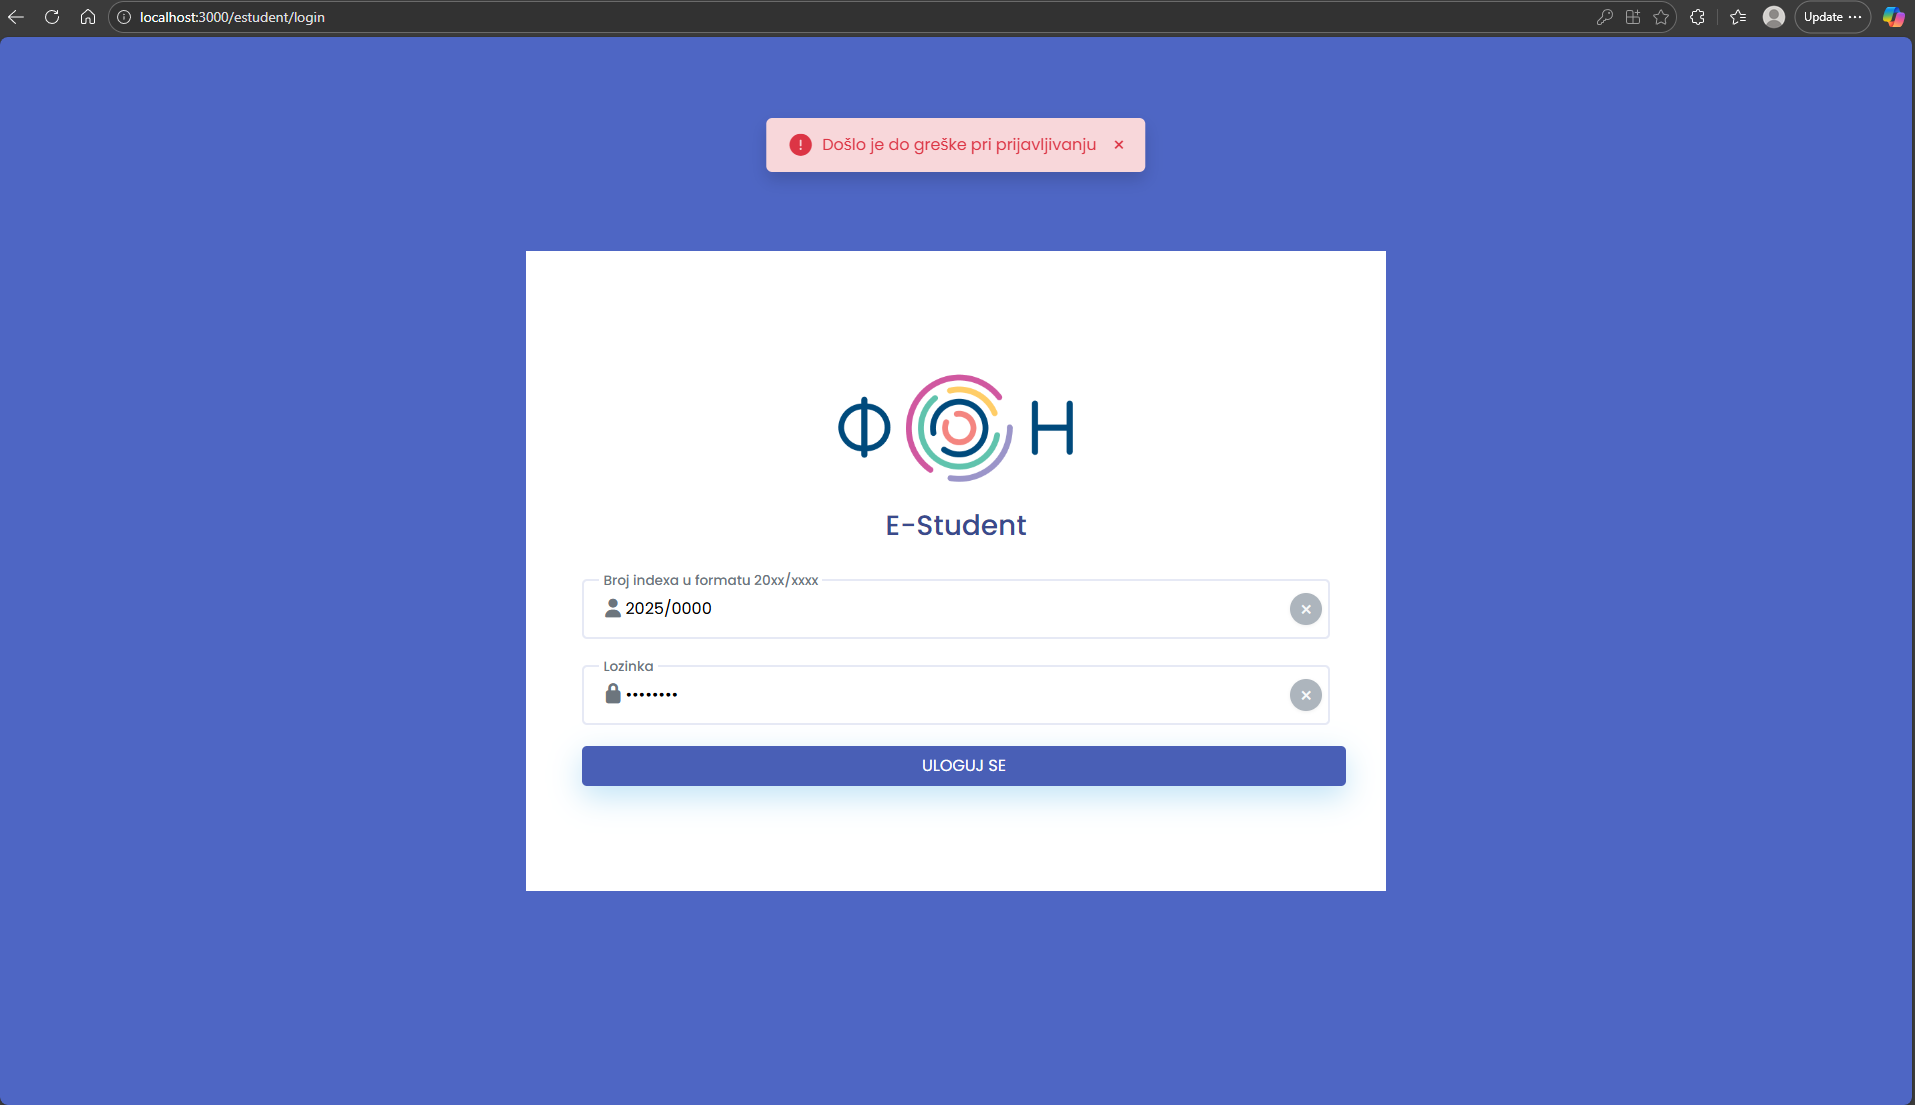 localhost:3000/estudent/login
Update
Došlo je do greške pri prijavljivanju
ФОН
E-Student
Broj indexa u formatu 20xx/xxxx
2025/0000
Lozinka
••••••••
ULOGUJ SE